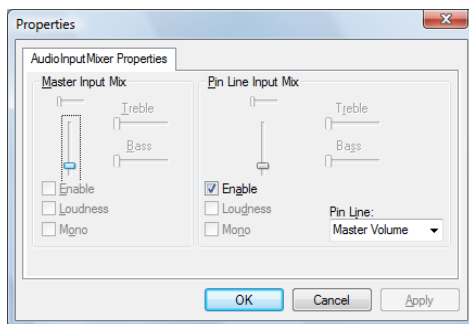 Properties
AudioInputMixer Properties
Master Input Mix
Treble
Bass
Enable
Loudness
Mono
Pin Line Input Mix
Treble
Bass
Enable
Loudness
Mono
Pin Line:
Master Volume
OK
Cancel
Apply